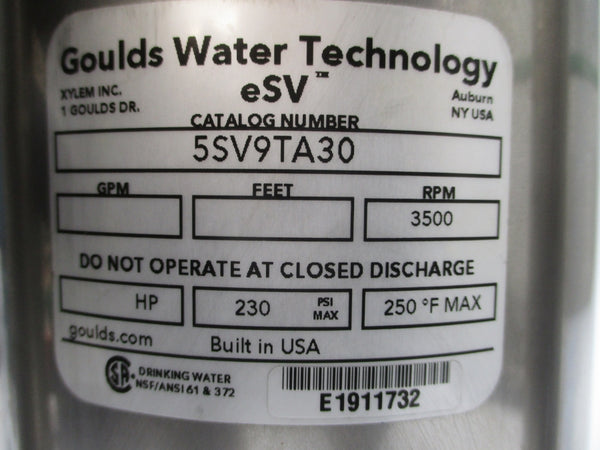 Goulds Water Technology
eSV™
XYLEM INC.
1 GOULDS DR.
Auburn
NY USA
CATALOG NUMBER
5SV9TA30
GPM FEET RPM
3500
DO NOT OPERATE AT CLOSED DISCHARGE
HP 230 PSI MAX 250 °F MAX
goulds.com Built in USA
SA® DRINKING WATER
NSF/ANSI 61 & 372
E1911732